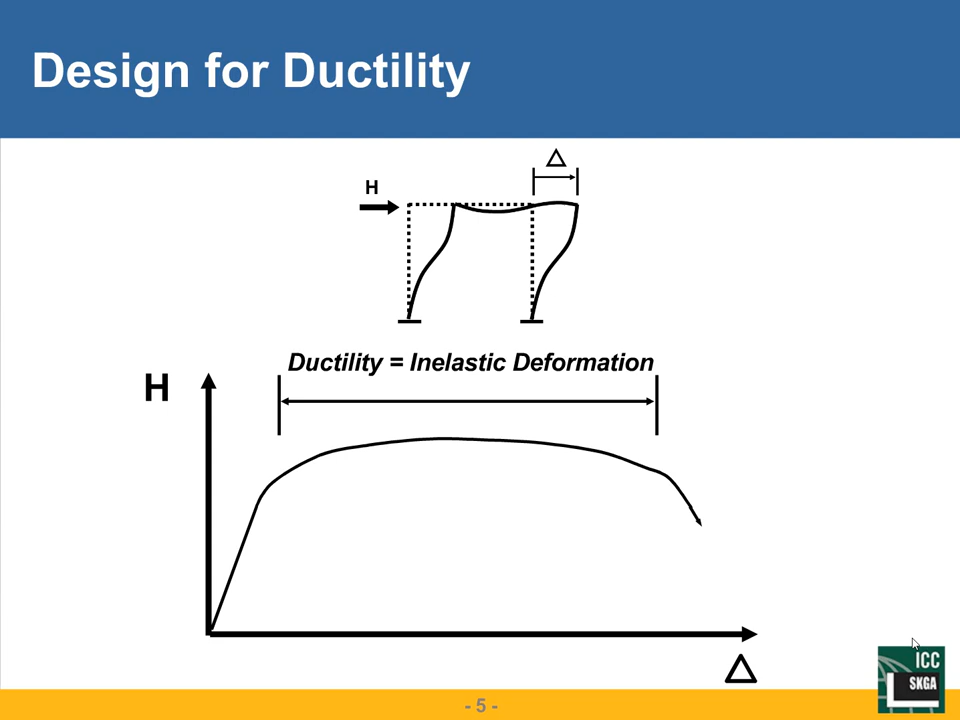 Design for Ductility
Δ
H
Ductility = Inelastic Deformation
H
Δ
ICC
SKGA
- 5 -